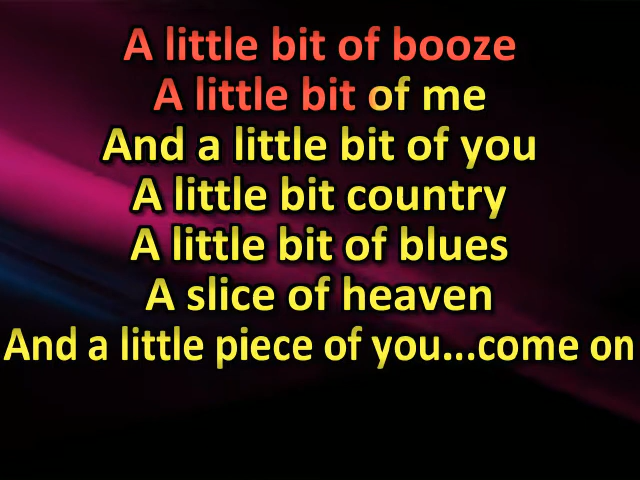 A little bit of booze
A little bit of me
And a little bit of you
A little bit country
A little bit of blues
A slice of heaven
And a little piece of you...come on